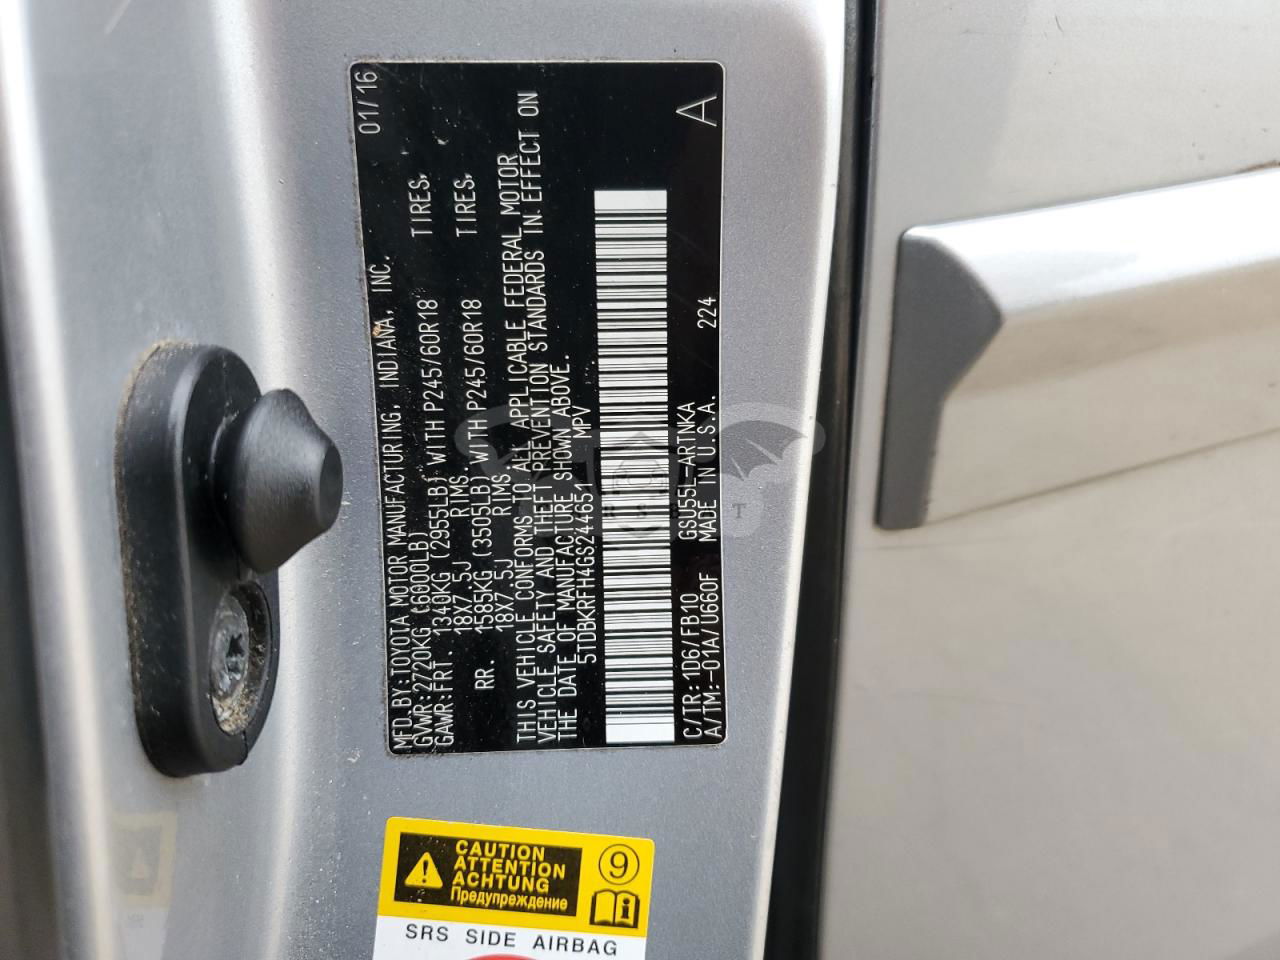 MFD.BY:TOYOTA MOTOR MANUFACTURING, INDIANA, INC. 01/16
GVWR:2720KG (6000LB)
GAWR:FRT. 1340KG (2955LB) WITH P245/60R18 TIRES,
18X7.5J RIMS.
RR. 1585KG (3505LB) WITH P245/60R18 TIRES,
18X7.5J RIMS.
THIS VEHICLE CONFORMS TO ALL APPLICABLE FEDERAL MOTOR
VEHICLE SAFETY AND THEFT PREVENTION STANDARDS IN EFFECT ON
THE DATE OF MANUFACTURE SHOWN ABOVE.
5TDBKRFH4GS244651 MPV
C/TR:1D6/FB10 GSU55L-ARTNKA
A/TM:-01A/U660F MADE IN U.S.A. 224
A
CAUTION
ATTENTION
ACHTUNG
Предупреждение
9
i
SRS SIDE AIRBAG